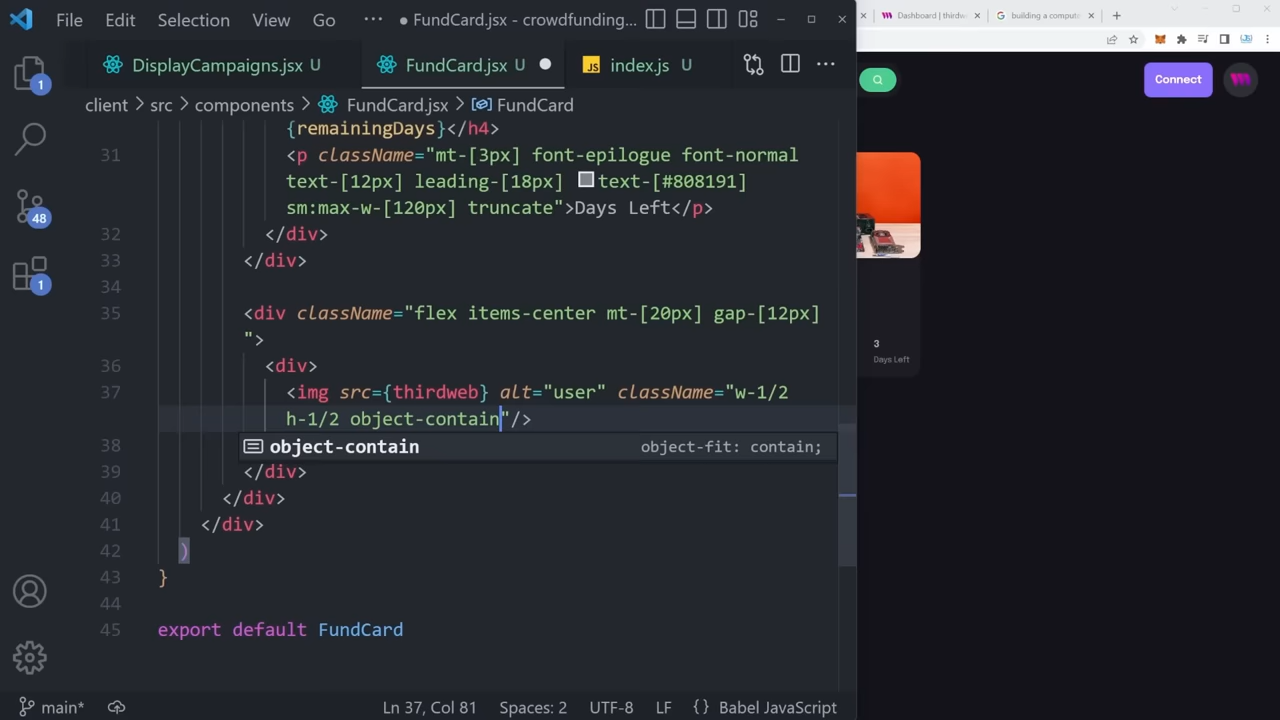 File Edit Selection View Go ··· ● FundCard.jsx - crowdfunding...
Dashboard | thirdw
building a compute
DisplayCampaigns.jsx U FundCard.jsx U ● JS index.js U
client > src > components > FundCard.jsx > FundCard
Connect
{remainingDays}</h4>
31 <p className="mt-[3px] font-epilogue font-normal
text-[12px] leading-[18px] text-[#808191]
sm:max-w-[120px] truncate">Days Left</p>
32 </div>
33 </div>
34
35 <div className="flex items-center mt-[20px] gap-[12px]
">
36 <div>
37 <img src={thirdweb} alt="user" className="w-1/2
h-1/2 object-contain"/>
object-contain object-fit: contain;
38
39 </div>
40 </div>
41 </div>
42 )
43 }
44
45 export default FundCard
1
48
1
3
Days Left
main* Ln 37, Col 81 Spaces: 2 UTF-8 LF {} Babel JavaScript